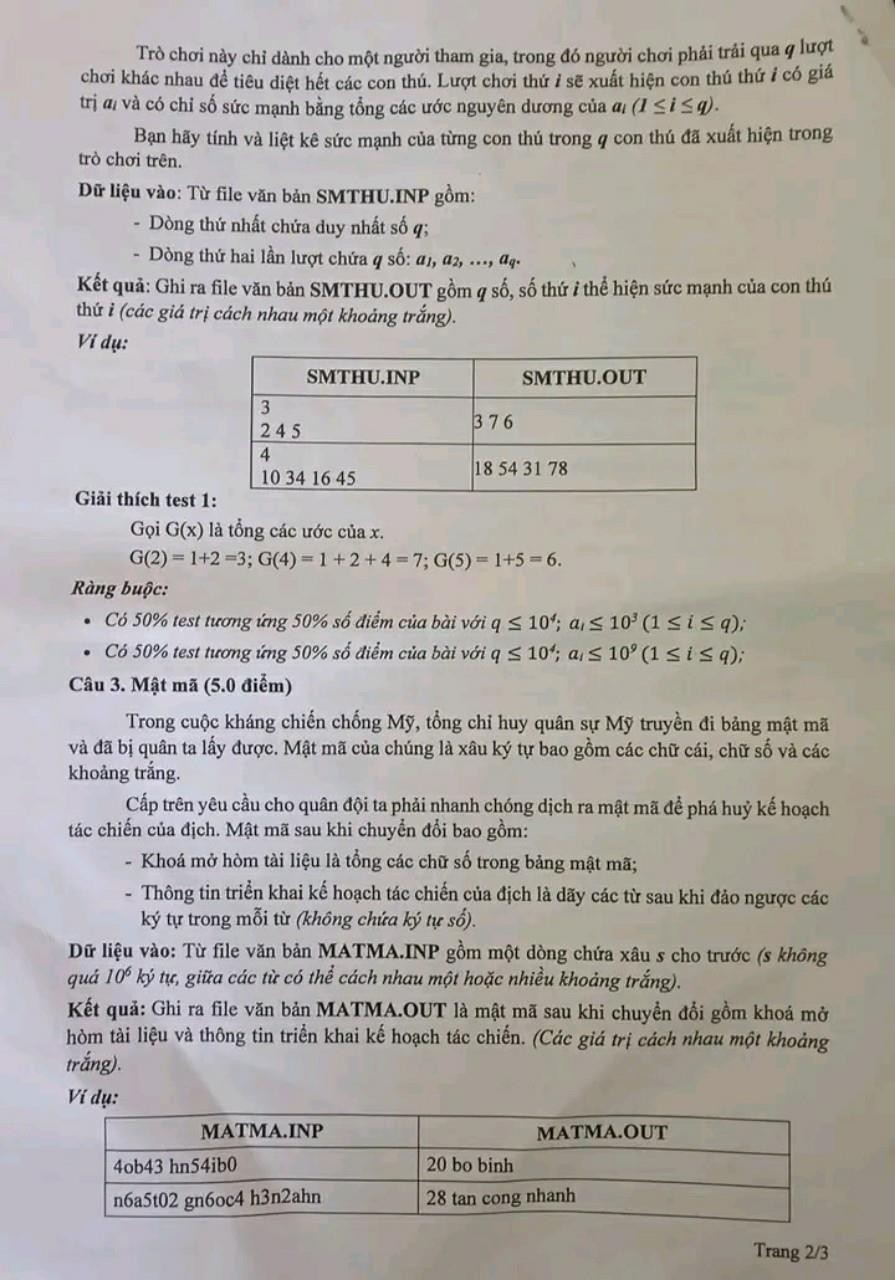 Trò chơi này chỉ dành cho một người tham gia, trong đó người chơi phải trải qua q lượt
chơi khác nhau để tiêu diệt hết các con thú. Lượt chơi thứ i sẽ xuất hiện con thú thứ i có giá
trị aᵢ và có chỉ số sức mạnh bằng tổng các ước nguyên dương của aᵢ (1 ≤ i ≤ q).
Bạn hãy tính và liệt kê sức mạnh của từng con thú trong q con thú đã xuất hiện trong
trò chơi trên.
Dữ liệu vào: Từ file văn bản SMTHU.INP gồm:
- Dòng thứ nhất chứa duy nhất số q;
- Dòng thứ hai lần lượt chứa q số: a₁, a₂, ..., a_q.
Kết quả: Ghi ra file văn bản SMTHU.OUT gồm q số, số thứ i thể hiện sức mạnh của con thú
thứ i (các giá trị cách nhau một khoảng trắng).
Ví dụ:
SMTHU.INP SMTHU.OUT
3
2 4 5
3 7 6
4
10 34 16 45
18 54 31 78
Giải thích test 1:
Gọi G(x) là tổng các ước của x.
G(2) = 1+2 =3; G(4) = 1 + 2 + 4 = 7; G(5) = 1+5 = 6.
Ràng buộc:
• Có 50% test tương ứng 50% số điểm của bài với q ≤ 10⁴; aᵢ ≤ 10³ (1 ≤ i ≤ q);
• Có 50% test tương ứng 50% số điểm của bài với q ≤ 10⁴; aᵢ ≤ 10⁹ (1 ≤ i ≤ q);
Câu 3. Mật mã (5.0 điểm)
Trong cuộc kháng chiến chống Mỹ, tổng chỉ huy quân sự Mỹ truyền đi bảng mật mã
và đã bị quân ta lấy được. Mật mã của chúng là xâu ký tự bao gồm các chữ cái, chữ số và các
khoảng trắng.
Cấp trên yêu cầu cho quân đội ta phải nhanh chóng dịch ra mật mã để phá huỷ kế hoạch
tác chiến của địch. Mật mã sau khi chuyển đổi bao gồm:
- Khoá mở hòm tài liệu là tổng các chữ số trong bảng mật mã;
- Thông tin triển khai kế hoạch tác chiến của địch là dãy các từ sau khi đảo ngược các
ký tự trong mỗi từ (không chứa ký tự số).
Dữ liệu vào: Từ file văn bản MATMA.INP gồm một dòng chứa xâu s cho trước (s không
quá 10⁶ ký tự, giữa các từ có thể cách nhau một hoặc nhiều khoảng trắng).
Kết quả: Ghi ra file văn bản MATMA.OUT là mật mã sau khi chuyển đổi gồm khoá mở
hòm tài liệu và thông tin triển khai kế hoạch tác chiến. (Các giá trị cách nhau một khoảng
trắng).
Ví dụ:
MATMA.INP MATMA.OUT
4ob43 hn54ib0 20 bo binh
n6a5t02 gn6oc4 h3n2ahn 28 tan cong nhanh
Trang 2/3